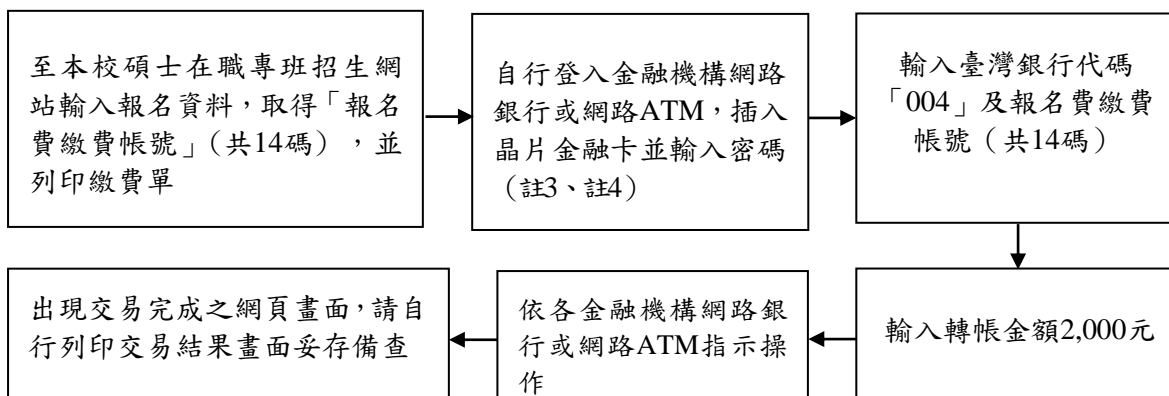 至本校碩士在職專班招生網
站輸入報名資料，取得「報名
費繳費帳號」（共14碼），並
列印繳費單
自行登入金融機構網路
銀行或網路ATM，插入
晶片金融卡並輸入密碼
（註3、註4）
輸入臺灣銀行代碼
「004」及報名費繳費
帳號（共14碼）
輸入轉帳金額2,000元
依各金融機構網路銀
行或網路ATM指示操
作
出現交易完成之網頁畫面，請自
行列印交易結果畫面妥存備查